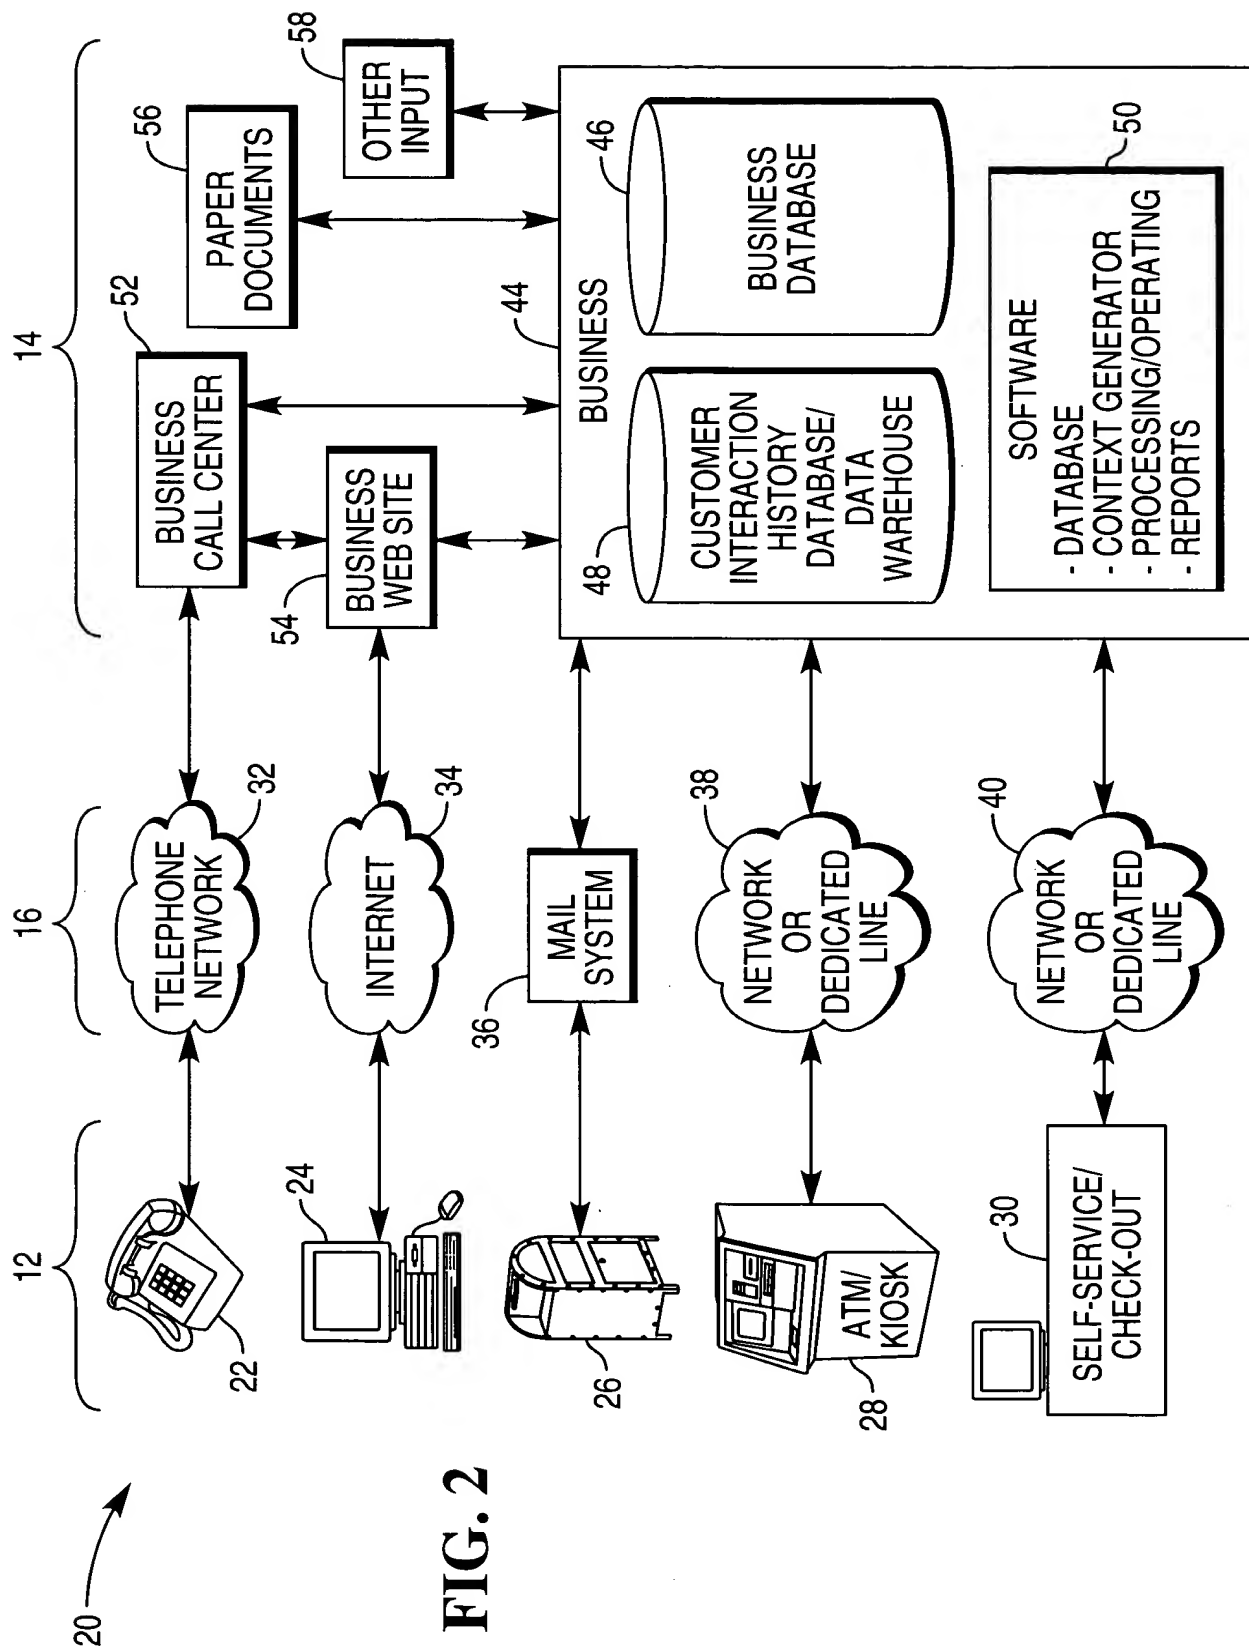 20
12
16
14
22
TELEPHONE
NETWORK
32
BUSINESS
CALL CENTER
52
PAPER
DOCUMENTS
56
24
INTERNET
34
54
BUSINESS
WEB SITE
OTHER
INPUT
58
26
36
MAIL
SYSTEM
44
BUSINESS
48
CUSTOMER
INTERACTION
HISTORY
DATABASE/
DATA
WAREHOUSE
46
BUSINESS
DATABASE
28
ATM/
KIOSK
38
NETWORK
OR
DEDICATED
LINE
30
SELF-SERVICE/
CHECK-OUT
40
NETWORK
OR
DEDICATED
LINE
50
SOFTWARE
- DATABASE
- CONTEXT GENERATOR
- PROCESSING/OPERATING
- REPORTS
FIG. 2